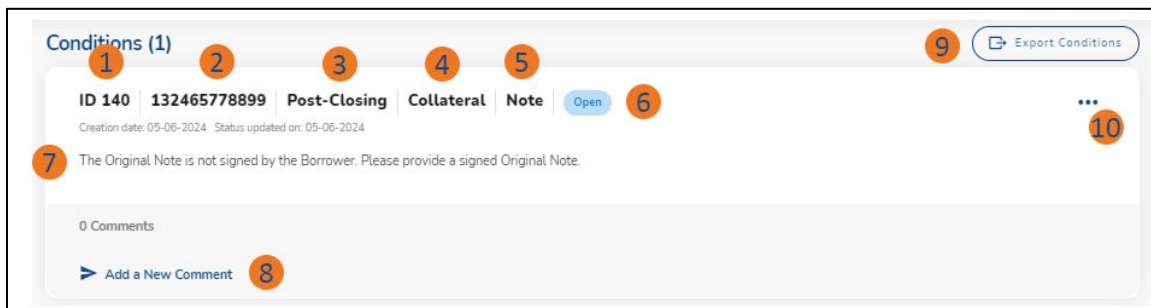 Conditions (1)
9 Export Conditions
1 2 3 4 5
ID 140 132465778899 Post-Closing Collateral Note Open 6 •••
Creation date: 05-06-2024 Status updated on: 05-06-2024
10
7 The Original Note is not signed by the Borrower. Please provide a signed Original Note.
0 Comments
Add a New Comment 8